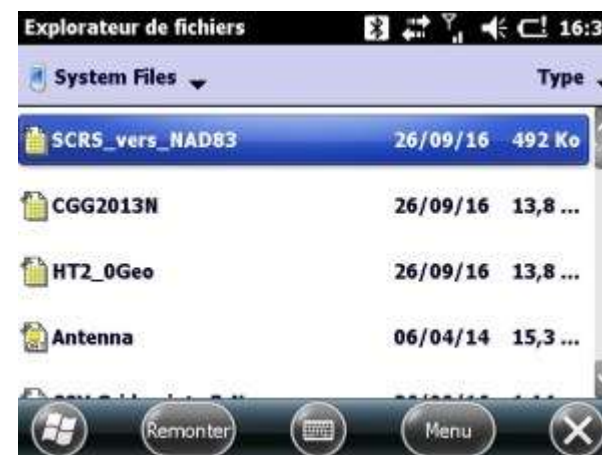 Explorateur de fichiers 16:3
System Files Type
SCRS_vers_NAD83 26/09/16 492 Ko
CGG2013N 26/09/16 13,8 ...
HT2_0Geo 26/09/16 13,8 ...
Antenna 06/04/14 15,3 ...
Remonter Menu